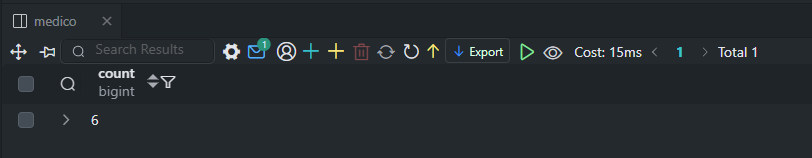 medico
Search Results 1 Export Cost: 15ms 1 Total 1
count
bigint
6